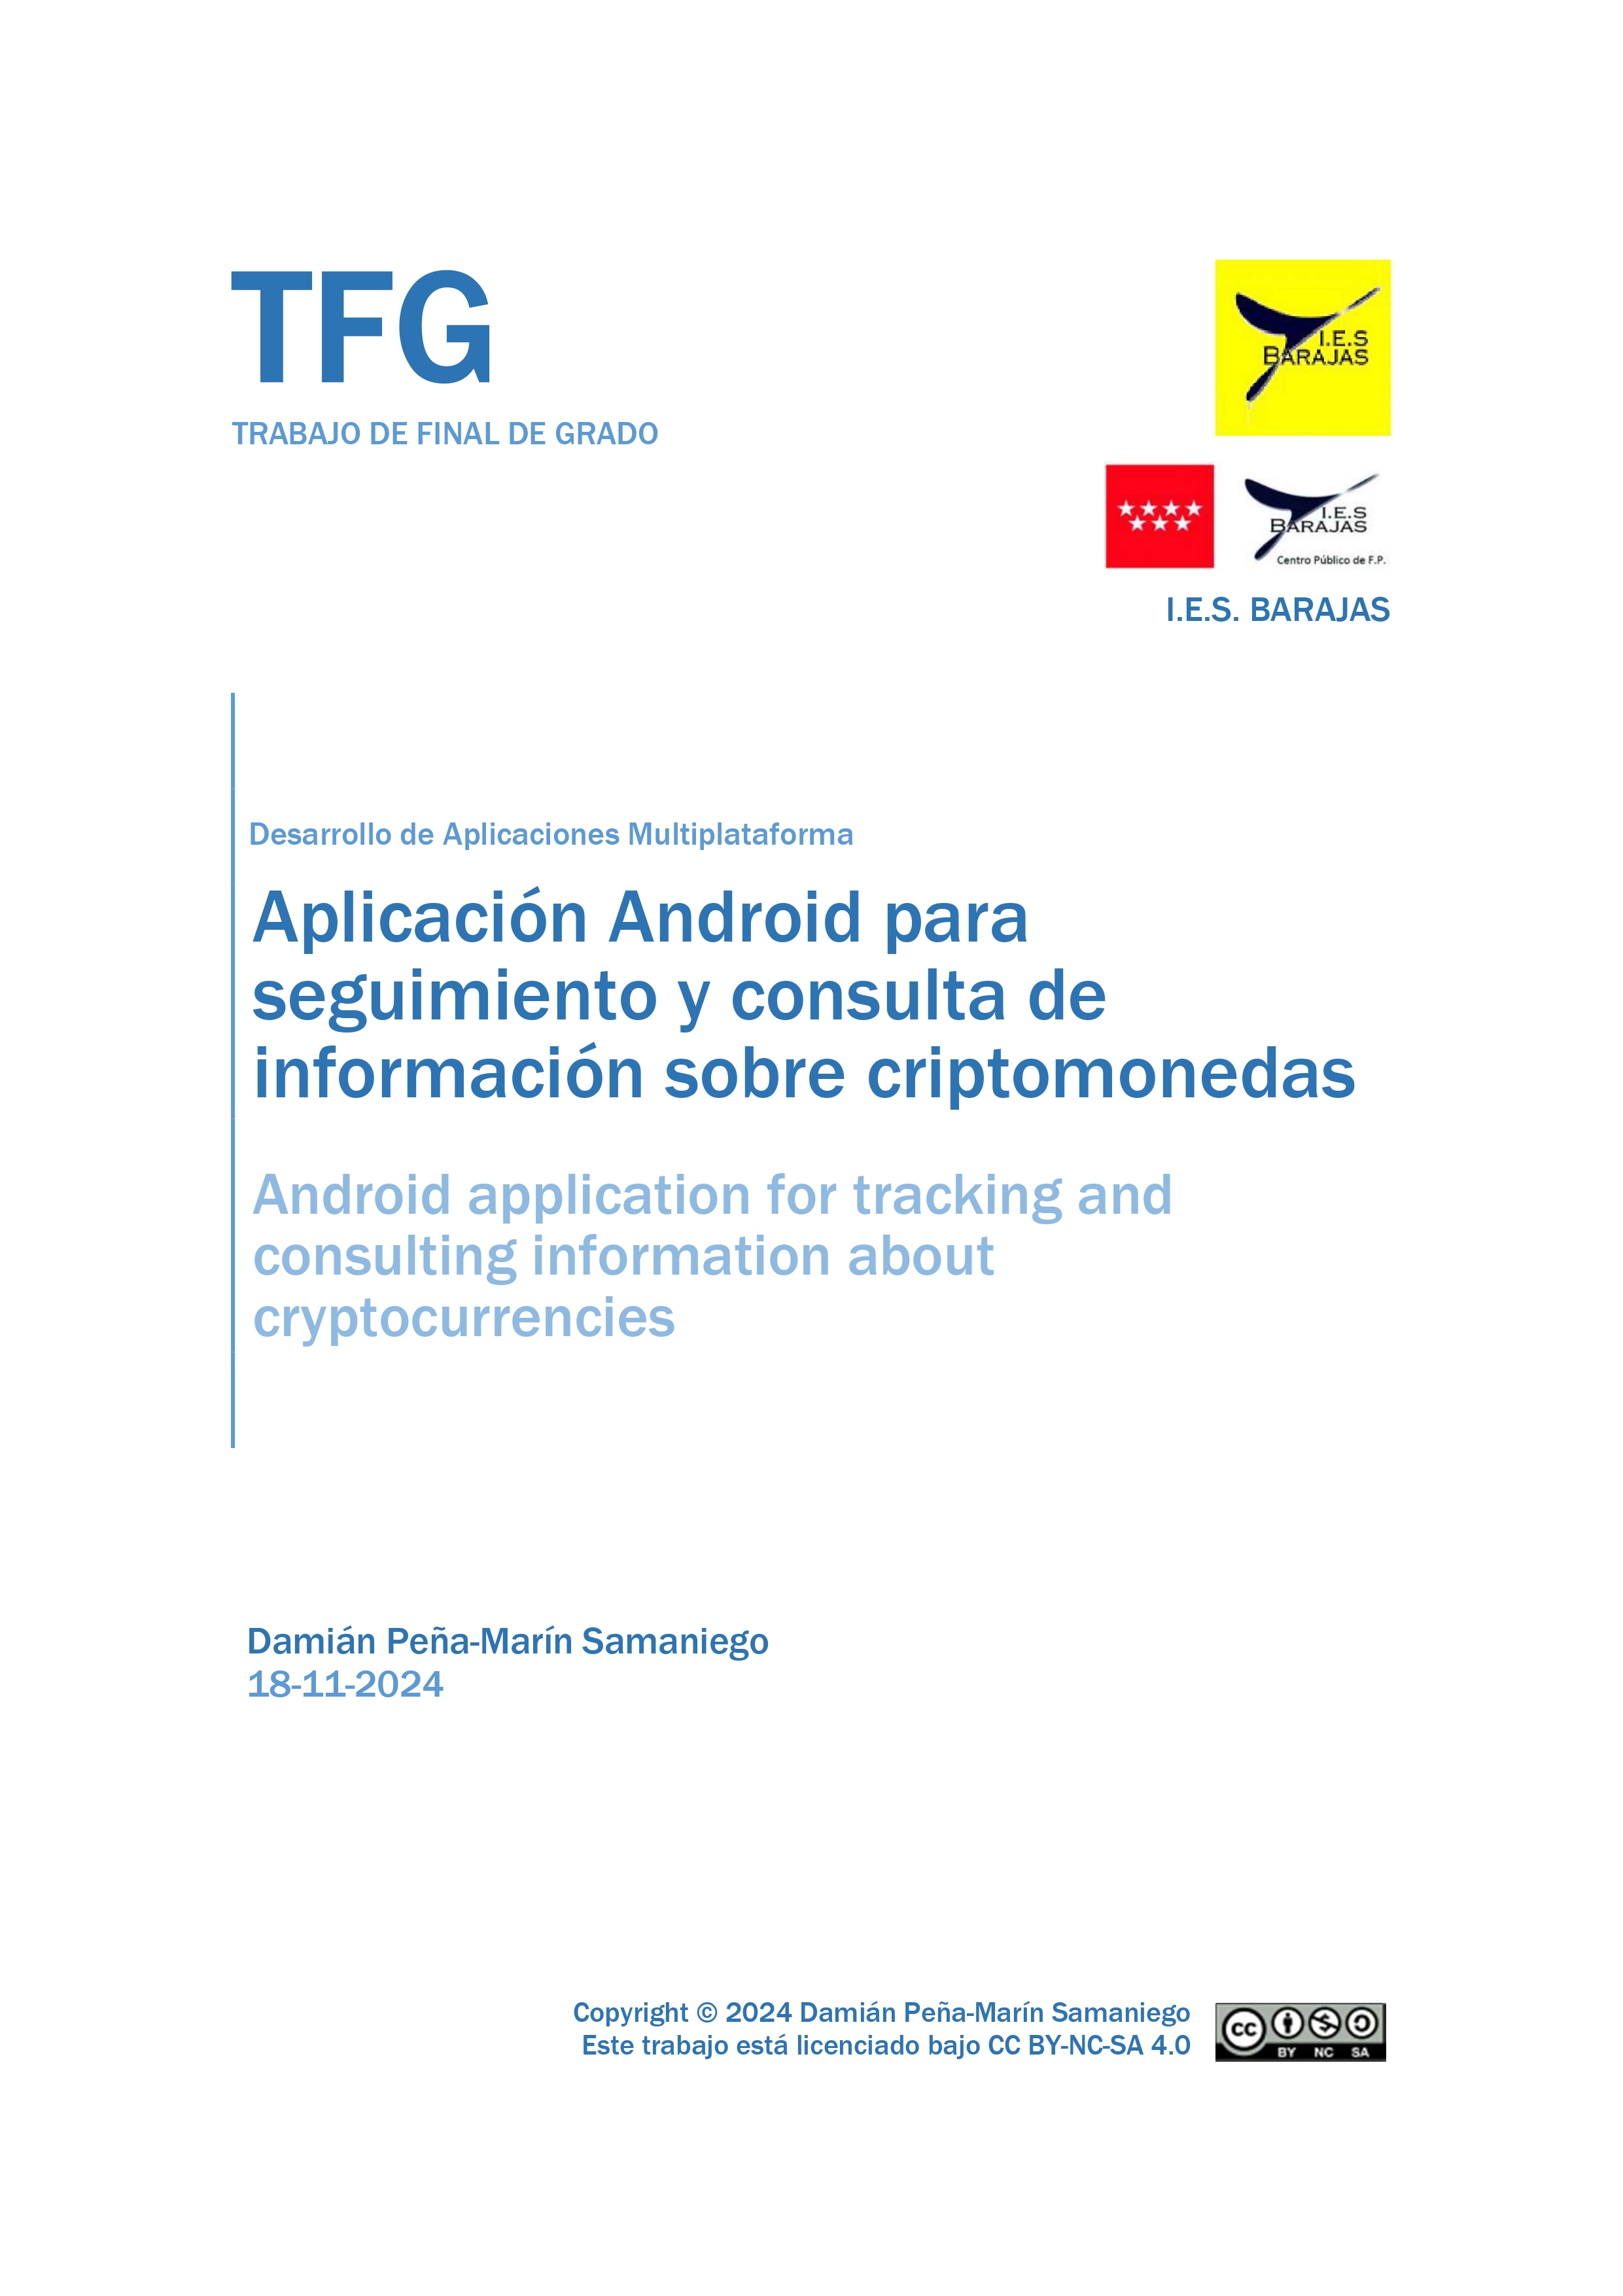 TFG
TRABAJO DE FINAL DE GRADO
I.E.S
BARAJAS
I.E.S
BARAJAS
Centro Público de F.P.
I.E.S. BARAJAS
Desarrollo de Aplicaciones Multiplataforma
Aplicación Android para
seguimiento y consulta de
información sobre criptomonedas
Android application for tracking and
consulting information about
cryptocurrencies
Damián Peña-Marín Samaniego
18-11-2024
Copyright © 2024 Damián Peña-Marín Samaniego
Este trabajo está licenciado bajo CC BY-NC-SA 4.0
cc
BY NC SA